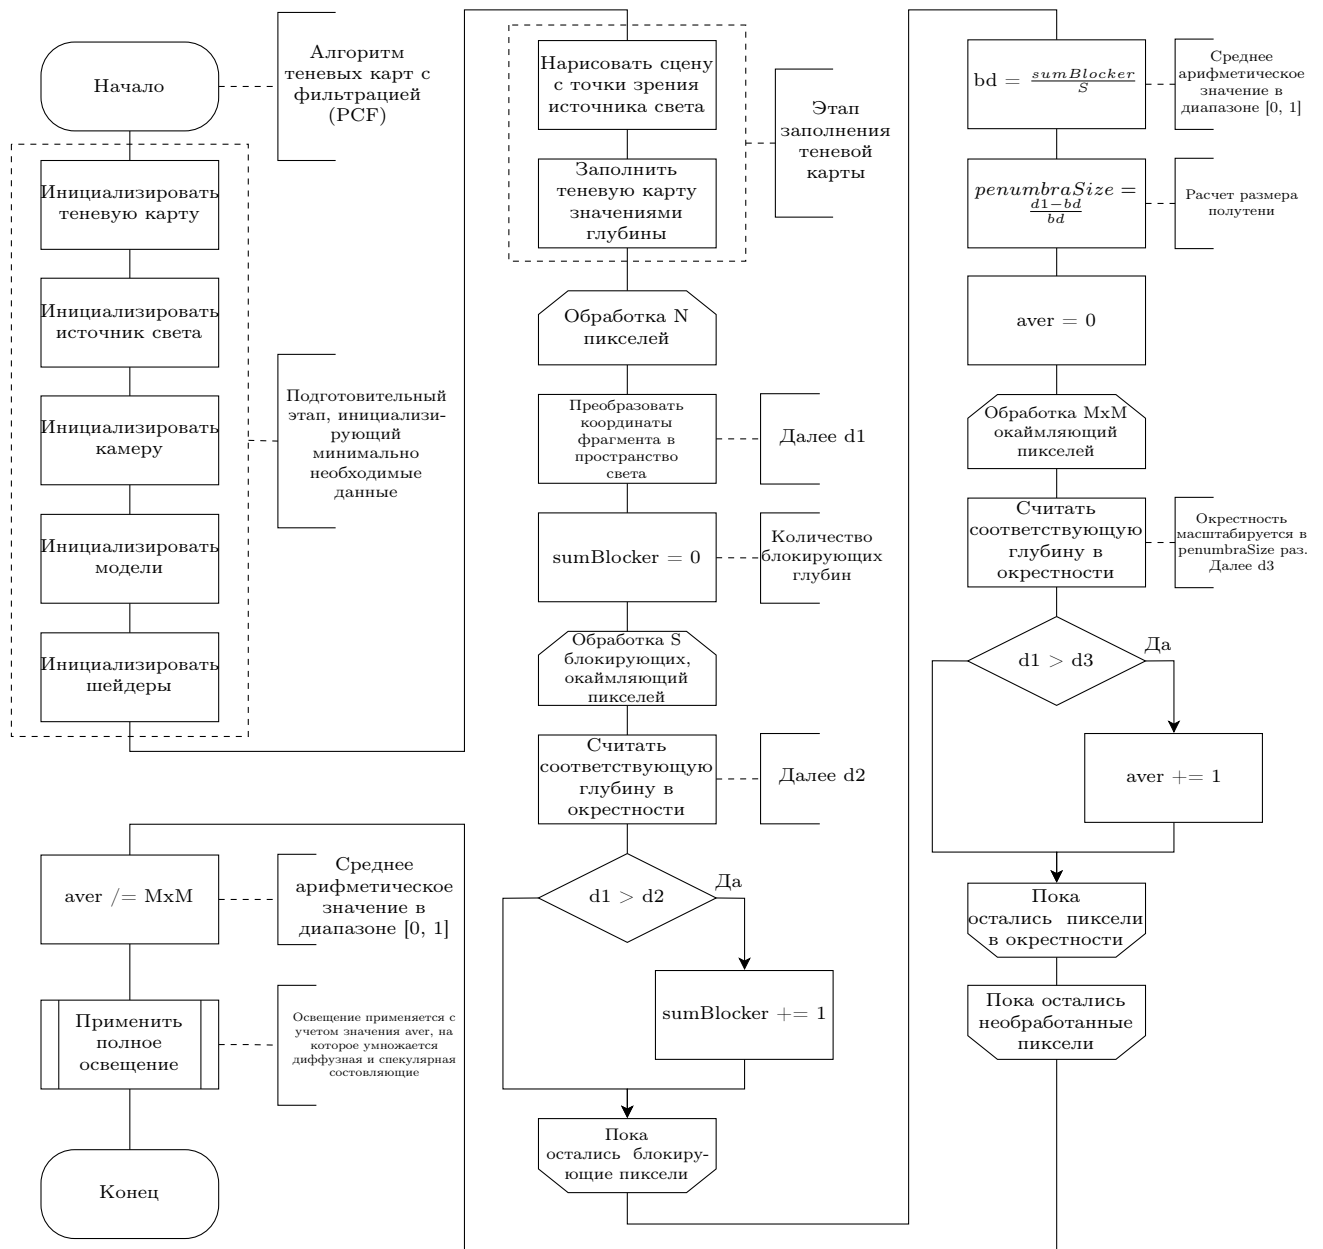 Начало
Алгоритм
теневых карт с
фильтрацией
(PCF)
Инициализировать
теневую карту
Инициализировать
источник света
Инициализировать
камеру
Инициализировать
модели
Инициализировать
шейдеры
Подготовительный
этап, инициализи-
рующий
минимально
необходимые
данные
Нарисовать сцену
с точки зрения
источника света
Заполнить
теневую карту
значениями
глубины
Этап
заполнения
теневой
карты
Обработка N
пикселей
Преобразовать
координаты
фрагмента в
пространство
света
Далее d1
sumBlocker = 0
Количество
блокирующих
глубин
Обработка S
блокирующих,
окаймляющий
пикселей
Считать
соответствующую
глубину в
окрестности
Далее d2
d1 > d2
Да
sumBlocker += 1
Пока
остались блокирую-
щие пиксели
bd = sumBlocker/S
Среднее
арифметическое
значение в
диапазоне [0, 1]
penumbraSize =
d1−bd/bd
Расчет размера
полутени
aver = 0
Обработка MxM
окаймляющий
пикселей
Считать
соответствующую
глубину в
окрестности
Окрестность
масштабируется в
penumbraSize раз.
Далее d3
d1 > d3
Да
aver += 1
Пока
остались пиксели
в окрестности
Пока остались
необработанные
пиксели
aver /= MxM
Среднее
арифметическое
значение в
диапазоне [0, 1]
Применить
полное
освещение
Освещение применяется с
учетом значения aver, на
которое умножается
диффузная и спекулярная
состовляющие
Конец